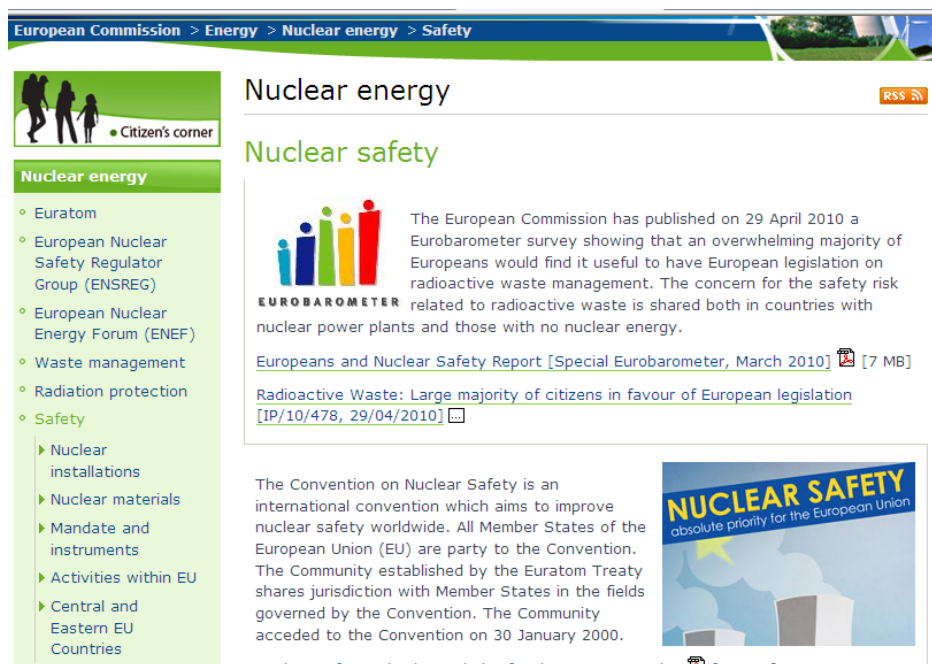 European Commission > Energy > Nuclear energy > Safety
Citizen's corner
Nuclear energy
Euratom
European Nuclear
Safety Regulator
Group (ENSREG)
European Nuclear
Energy Forum (ENEF)
Waste management
Radiation protection
Safety
Nuclear
installations
Nuclear materials
Mandate and
instruments
Activities within EU
Central and
Eastern EU
Countries
Nuclear energy
RSS
Nuclear safety
EUROBAROMETER
The European Commission has published on 29 April 2010 a
Eurobarometer survey showing that an overwhelming majority of
Europeans would find it useful to have European legislation on
radioactive waste management. The concern for the safety risk
related to radioactive waste is shared both in countries with
nuclear power plants and those with no nuclear energy.
Europeans and Nuclear Safety Report [Special Eurobarometer, March 2010] [7 MB]
Radioactive Waste: Large majority of citizens in favour of European legislation
[IP/10/478, 29/04/2010]
The Convention on Nuclear Safety is an
international convention which aims to improve
nuclear safety worldwide. All Member States of the
European Union (EU) are party to the Convention.
The Community established by the Euratom Treaty
shares jurisdiction with Member States in the fields
governed by the Convention. The Community
acceded to the Convention on 30 January 2000.
NUCLEAR SAFETY
absolute priority for the European Union